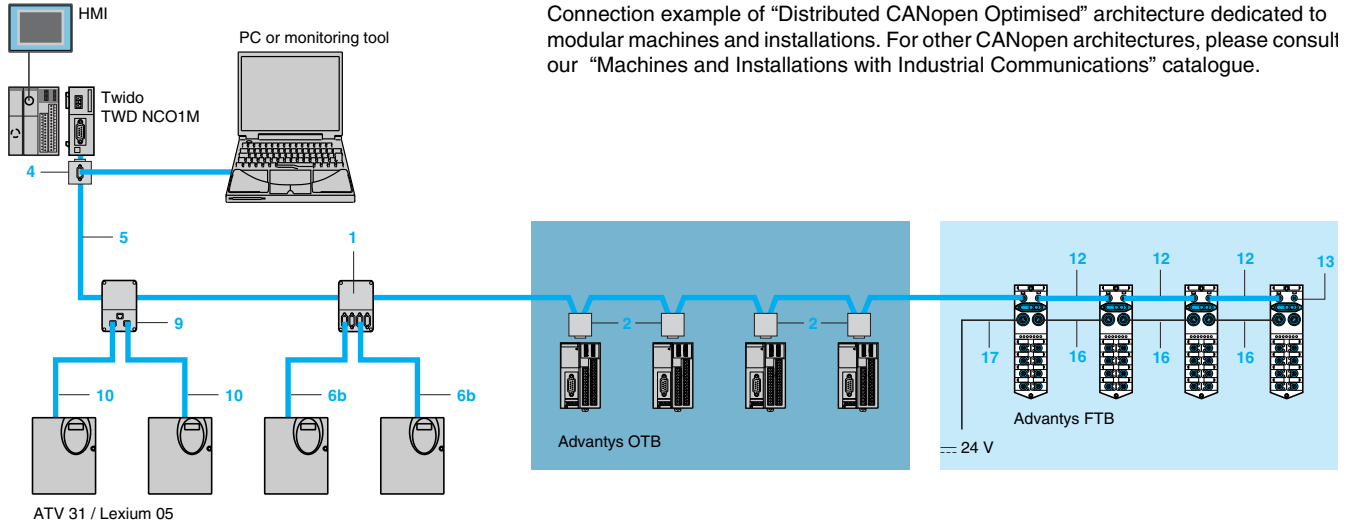 HMI
Connection example of “Distributed CANopen Optimised” architecture dedicated to
modular machines and installations. For other CANopen architectures, please consult
our “Machines and Installations with Industrial Communications” catalogue.
PC or monitoring tool
Twido
TWD NCO1M
4
5
1
12
12
12
13
9
2
2
17
16
16
16
10
10
6b
6b
Advantys OTB
Advantys FTB
24 V
ATV 31 / Lexium 05